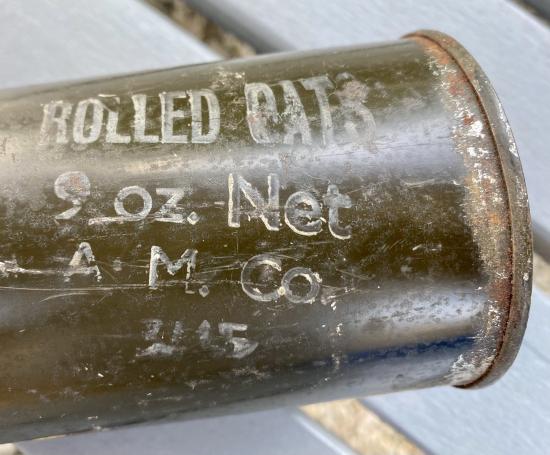 ROLLED OATS
9 oz. Net
A. M. Co.